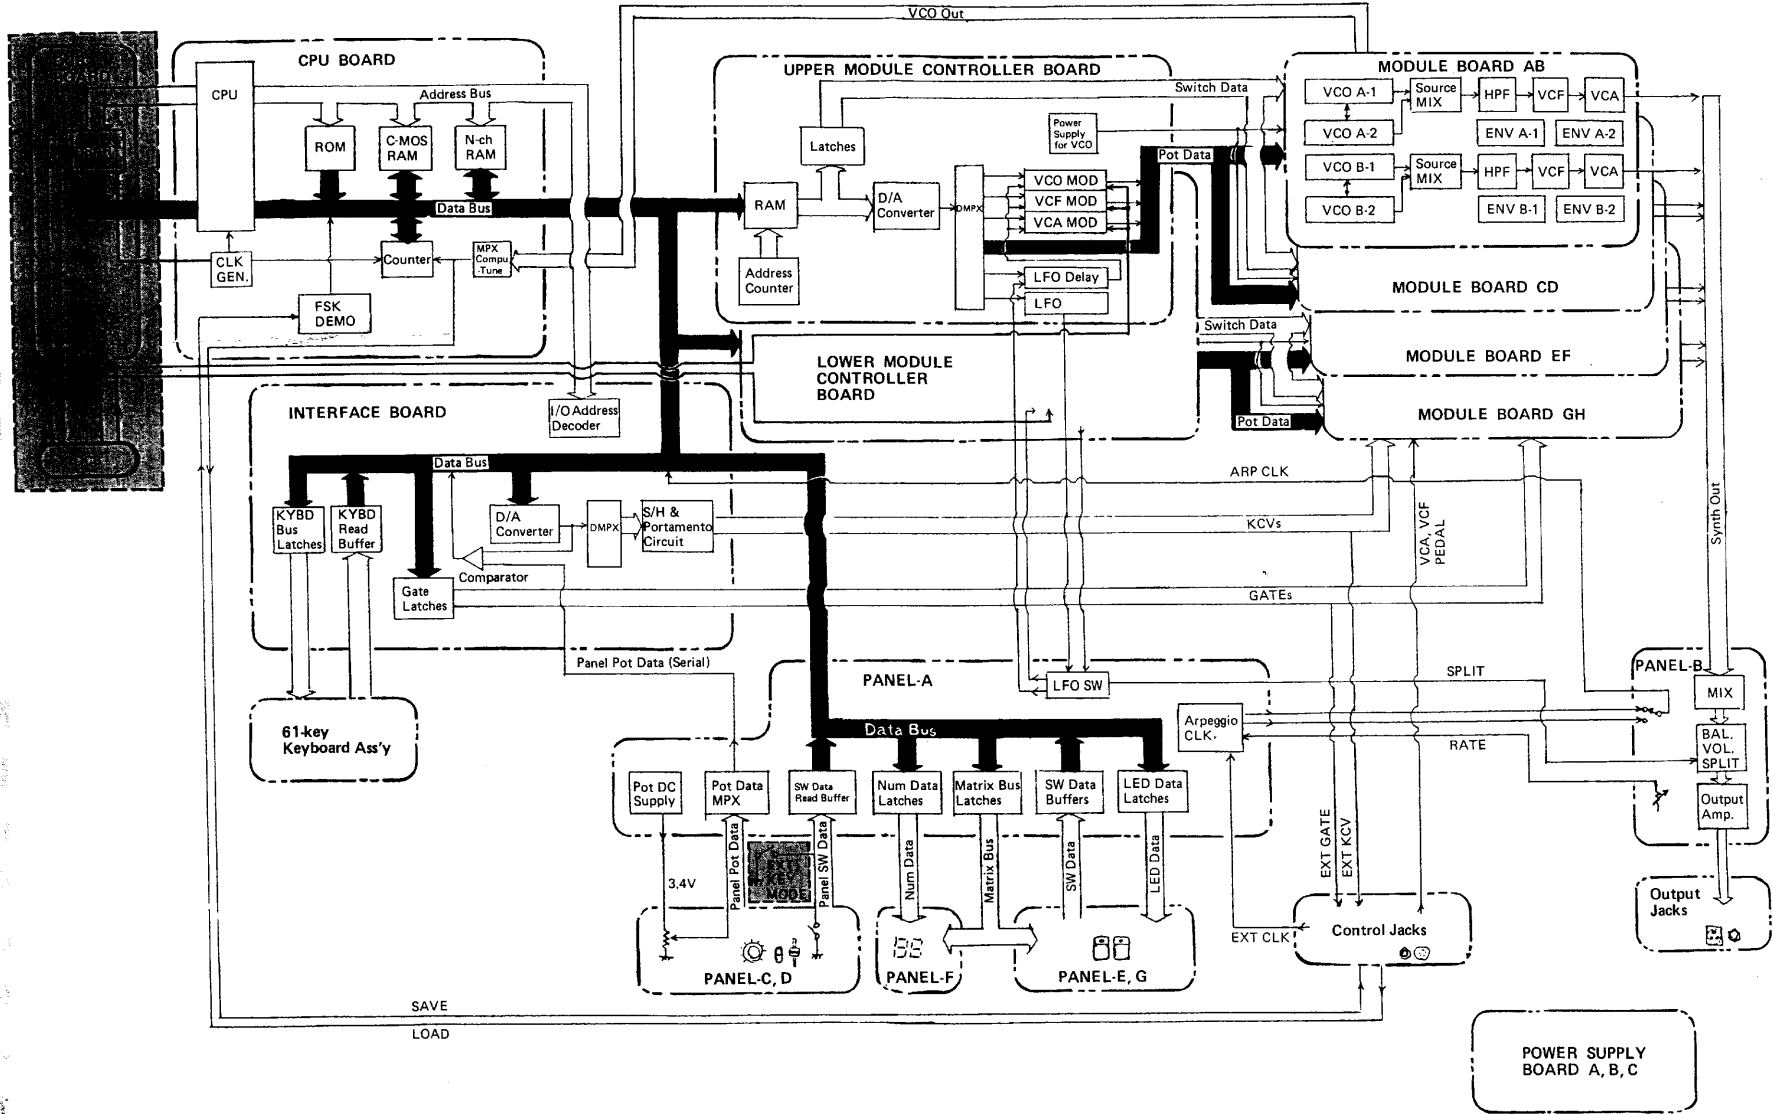 VCO Out
CPU BOARD
CPU
Address Bus
ROM
C-MOS
RAM
N-ch
RAM
Data Bus
CLK
GEN.
Counter
MPX
Compu
-Tune
FSK
DEMO
UPPER MODULE CONTROLLER BOARD
Switch Data
Latches
Power
Supply
for VCO
Pot Data
RAM
D/A
Converter
DMPX
VCO MOD
VCF MOD
VCA MOD
Address
Counter
LFO Delay
LFO
MODULE BOARD AB
VCO A-1
Source
MIX
HPF
VCF
VCA
VCO A-2
ENV A-1
ENV A-2
VCO B-1
Source
MIX
HPF
VCF
VCA
VCO B-2
ENV B-1
ENV B-2
MODULE BOARD CD
Switch Data
MODULE BOARD EF
MODULE BOARD GH
Pot Data
LOWER MODULE
CONTROLLER
BOARD
INTERFACE BOARD
I/O Address
Decoder
Data Bus
KYBD
Bus
Latches
KYBD
Read
Buffer
D/A
Converter
DMPX
S/H &
Portamento
Circuit
Comparator
Gate
Latches
ARP CLK
KCVs
VCA, VCF
PEDAL
GATEs
Synth Out
Panel Pot Data (Serial)
61-key
Keyboard Ass'y
PANEL-A
LFO SW
SPLIT
Arpeggio
CLK.
RATE
Data Bus
PANEL-B
MIX
BAL.
VOL.
SPLIT
Output
Amp.
Pot DC
Supply
Pot Data
MPX
SW Data
Read Buffer
Num Data
Latches
Matrix Bus
Latches
SW Data
Buffers
LED Data
Latches
3.4V
Panel Pot Data
EXT
KEY
MODE
Panel SW Data
Num Data
Matrix Bus
SW Data
LED Data
EXT GATE
EXT KCV
EXT CLK
Control Jacks
Output
Jacks
PANEL-C, D
PANEL-F
PANEL-E, G
SAVE
LOAD
POWER SUPPLY
BOARD A, B, C